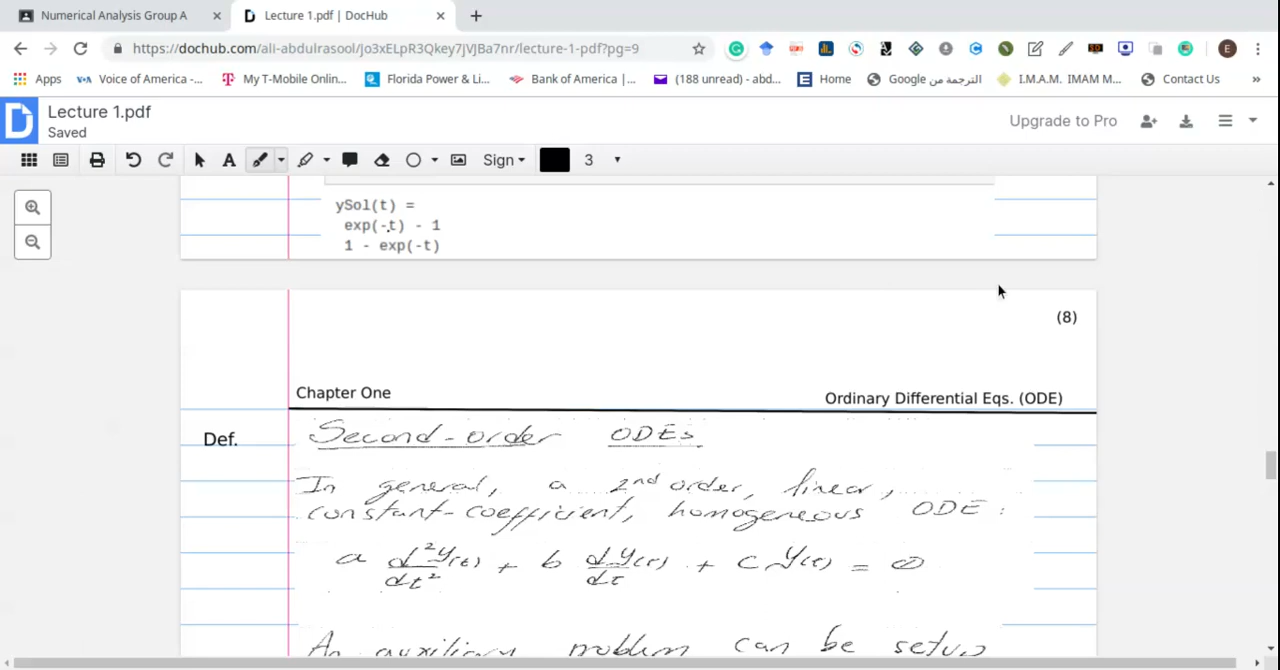 Numerical Analysis Group A
Lecture 1.pdf | DocHub
https://dochub.com/ali-abdulrasool/jo3xELpR3Qkey7jVJBa7nr/lecture-1-pdf?pg=9
E
Apps
VOA Voice of America -...
My T-Mobile Onlin...
Florida Power & Li...
Bank of America |...
(188 unread) - abd...
Home
الترجمة من Google
I.M.A.M. IMAM M...
Contact Us
»
Lecture 1.pdf
Saved
Upgrade to Pro
A
Sign
3
ySol(t) =
exp(-t) - 1
1 - exp(-t)
(8)
Chapter One
Ordinary Differential Eqs. (ODE)
Def.
Second-order ODEs
In general, a 2nd order, linear,
constant-coefficient, homogeneous ODE:
a d²y(t)/dt² + b dy(t)/dt + c y(t) = 0
An auxiliary problem can be setup